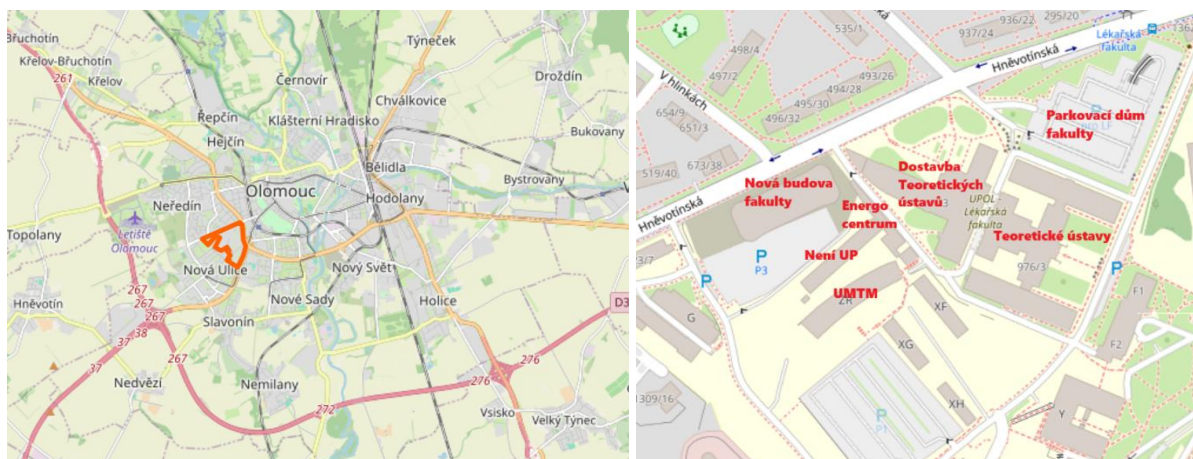 Břuchotín
Křelov-Břuchotín
Křelov
261
Týneček
Černovír
Droždín
Chválkovice
Řepčín
Klášterní Hradisko
Hejčín
Bukovany
Bělidla
Bystrovany
Olomouc
Neředín
Hodolany
Topolany
Letiště
Olomouc
Nová Ulice
Nový Svět
267
Hněvotín
Nové Sady
Holice
D3
267
38
37
267
Slavonín
276
37
276
Nedvězí
Nemilany
272
Vsisko
Velký Týnec
498/4
535/1
936/22
295/20
937/24
Lékařská
fakulta
Hněvotínská
497/2
493/26
494/28
V hlinkách
495/30
654/9
651/3
496/32
Parkovací dům
fakulty
673/38
519/40
Nová budova
fakulty
Dostavba
Teoretických
ústavů
Energo
centrum
UPOL -
Lékařská
fakulta
Hněvotínská
Teoretické ústavy
P
P3
Není UP
976/3
P
P
UMTM
ZR
XF
F1
G
XG
F2
1309/16
XH
P
P1
Y